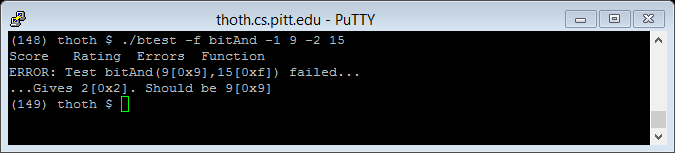 thoth.cs.pitt.edu - PuTTY
(148) thoth $ ./btest -f bitAnd -1 9 -2 15
Score   Rating  Errors  Function
ERROR: Test bitAnd(9[0x9],15[0xf]) failed...
...Gives 2[0x2]. Should be 9[0x9]
(149) thoth $